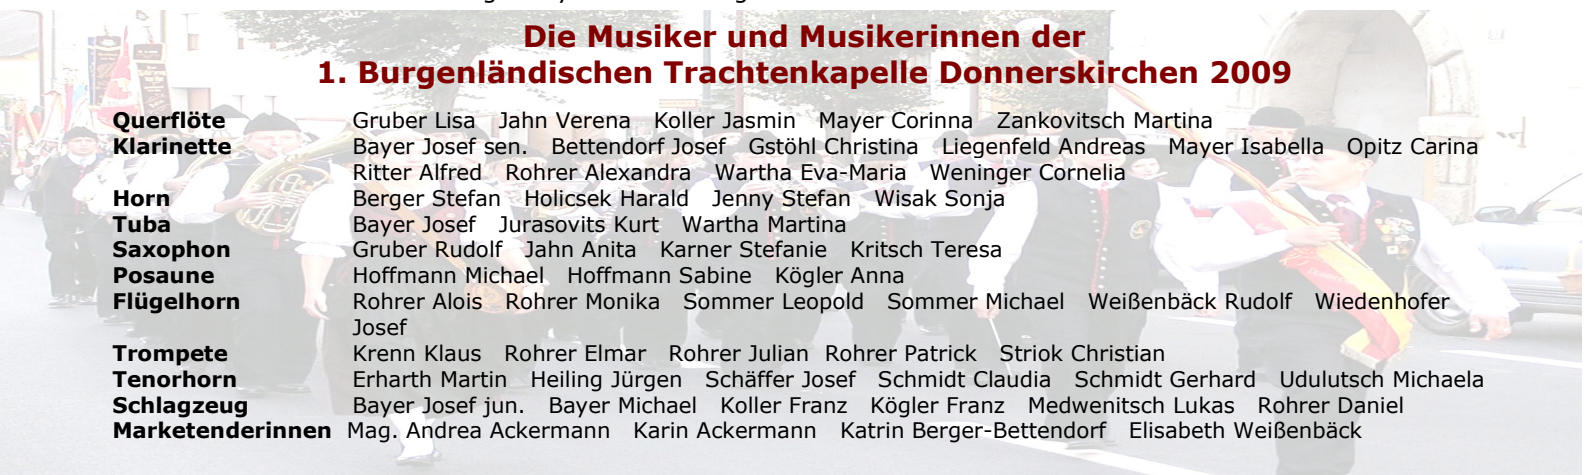 Die Musiker und Musikerinnen der
1. Burgenländischen Trachtenkapelle Donnerskirchen 2009
Querflöte Gruber Lisa Jahn Verena Koller Jasmin Mayer Corinna Zankovitsch Martina
Klarinette Bayer Josef sen. Bettendorf Josef Gstöhl Christina Liegenfeld Andreas Mayer Isabella Opitz Carina
Ritter Alfred Rohrer Alexandra Wartha Eva-Maria Weninger Cornelia
Horn Berger Stefan Holicsek Harald Jenny Stefan Wisak Sonja
Tuba Bayer Josef Jurasovits Kurt Wartha Martina
Saxophon Gruber Rudolf Jahn Anita Karner Stefanie Kritsch Teresa
Posaune Hoffmann Michael Hoffmann Sabine Kögler Anna
Flügelhorn Rohrer Alois Rohrer Monika Sommer Leopold Sommer Michael Weißenbäck Rudolf Wiedenhofer
Josef
Trompete Krenn Klaus Rohrer Elmar Rohrer Julian Rohrer Patrick Striok Christian
Tenorhorn Erharth Martin Heiling Jürgen Schäffer Josef Schmidt Claudia Schmidt Gerhard Udulutsch Michaela
Schlagzeug Bayer Josef jun. Bayer Michael Koller Franz Kögler Franz Medwenitsch Lukas Rohrer Daniel
Marketenderinnen Mag. Andrea Ackermann Karin Ackermann Katrin Berger-Bettendorf Elisabeth Weißenbäck